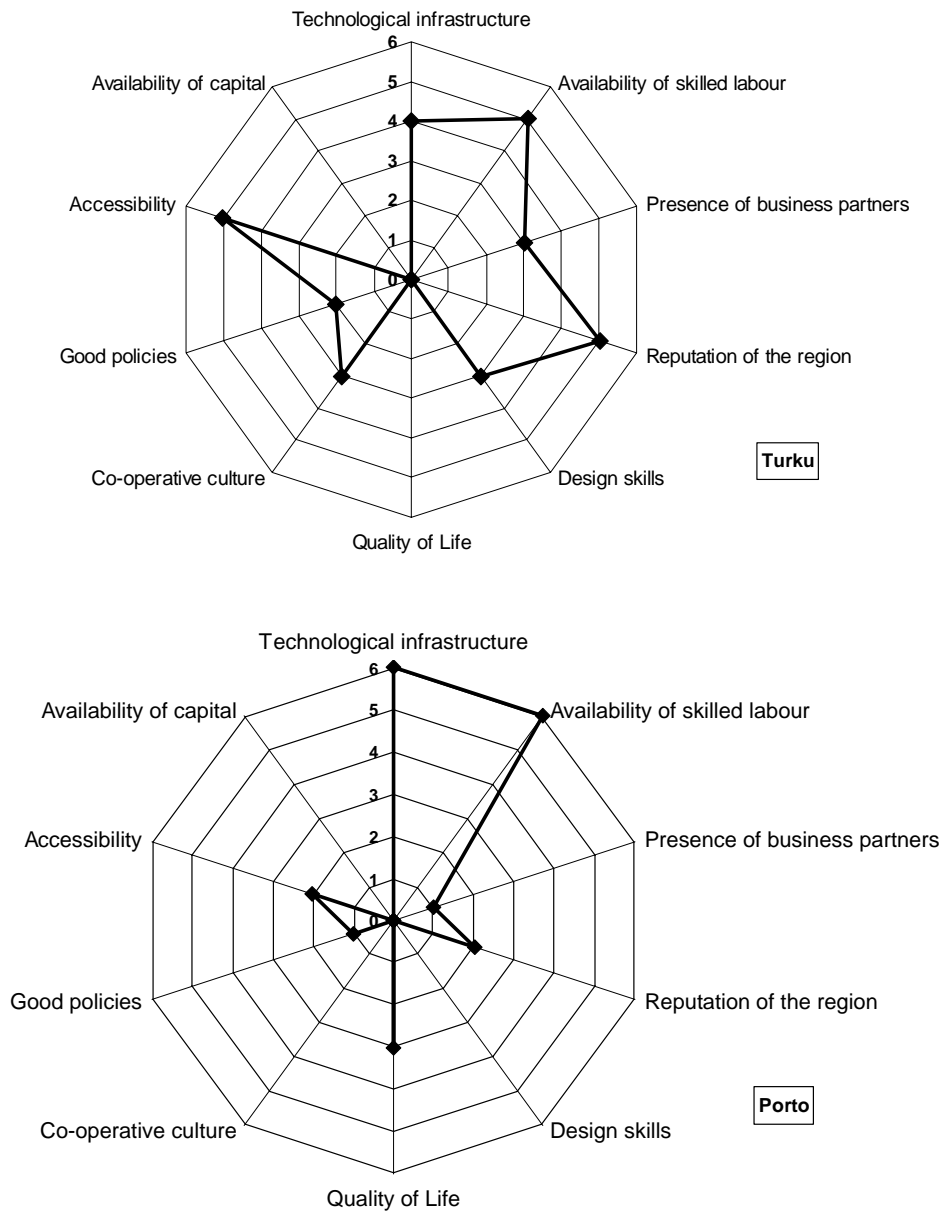 Technological infrastructure
6
Availability of capital
Availability of skilled labour
5
4
3
Accessibility
Presence of business partners
2
1
0
Good policies
Reputation of the region
Turku
Co-operative culture
Design skills
Quality of Life
Technological infrastructure
6
Availability of capital
Availability of skilled labour
5
4
3
Accessibility
Presence of business partners
2
1
0
Good policies
Reputation of the region
Porto
Co-operative culture
Design skills
Quality of Life